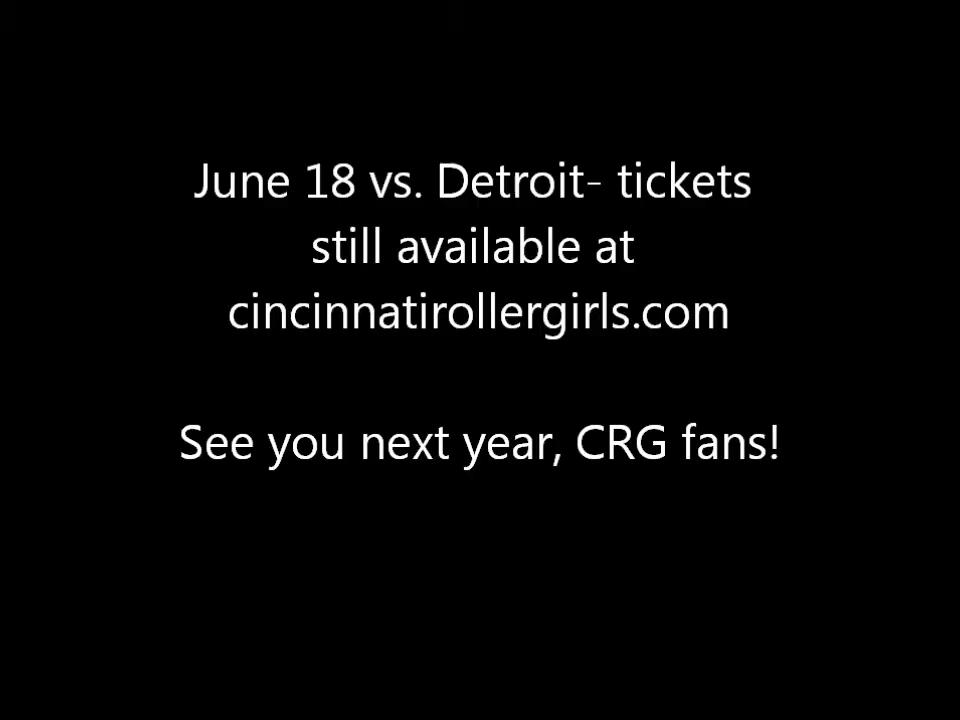 June 18 vs. Detroit- tickets
still available at
cincinnatirollergirls.com
See you next year, CRG fans!